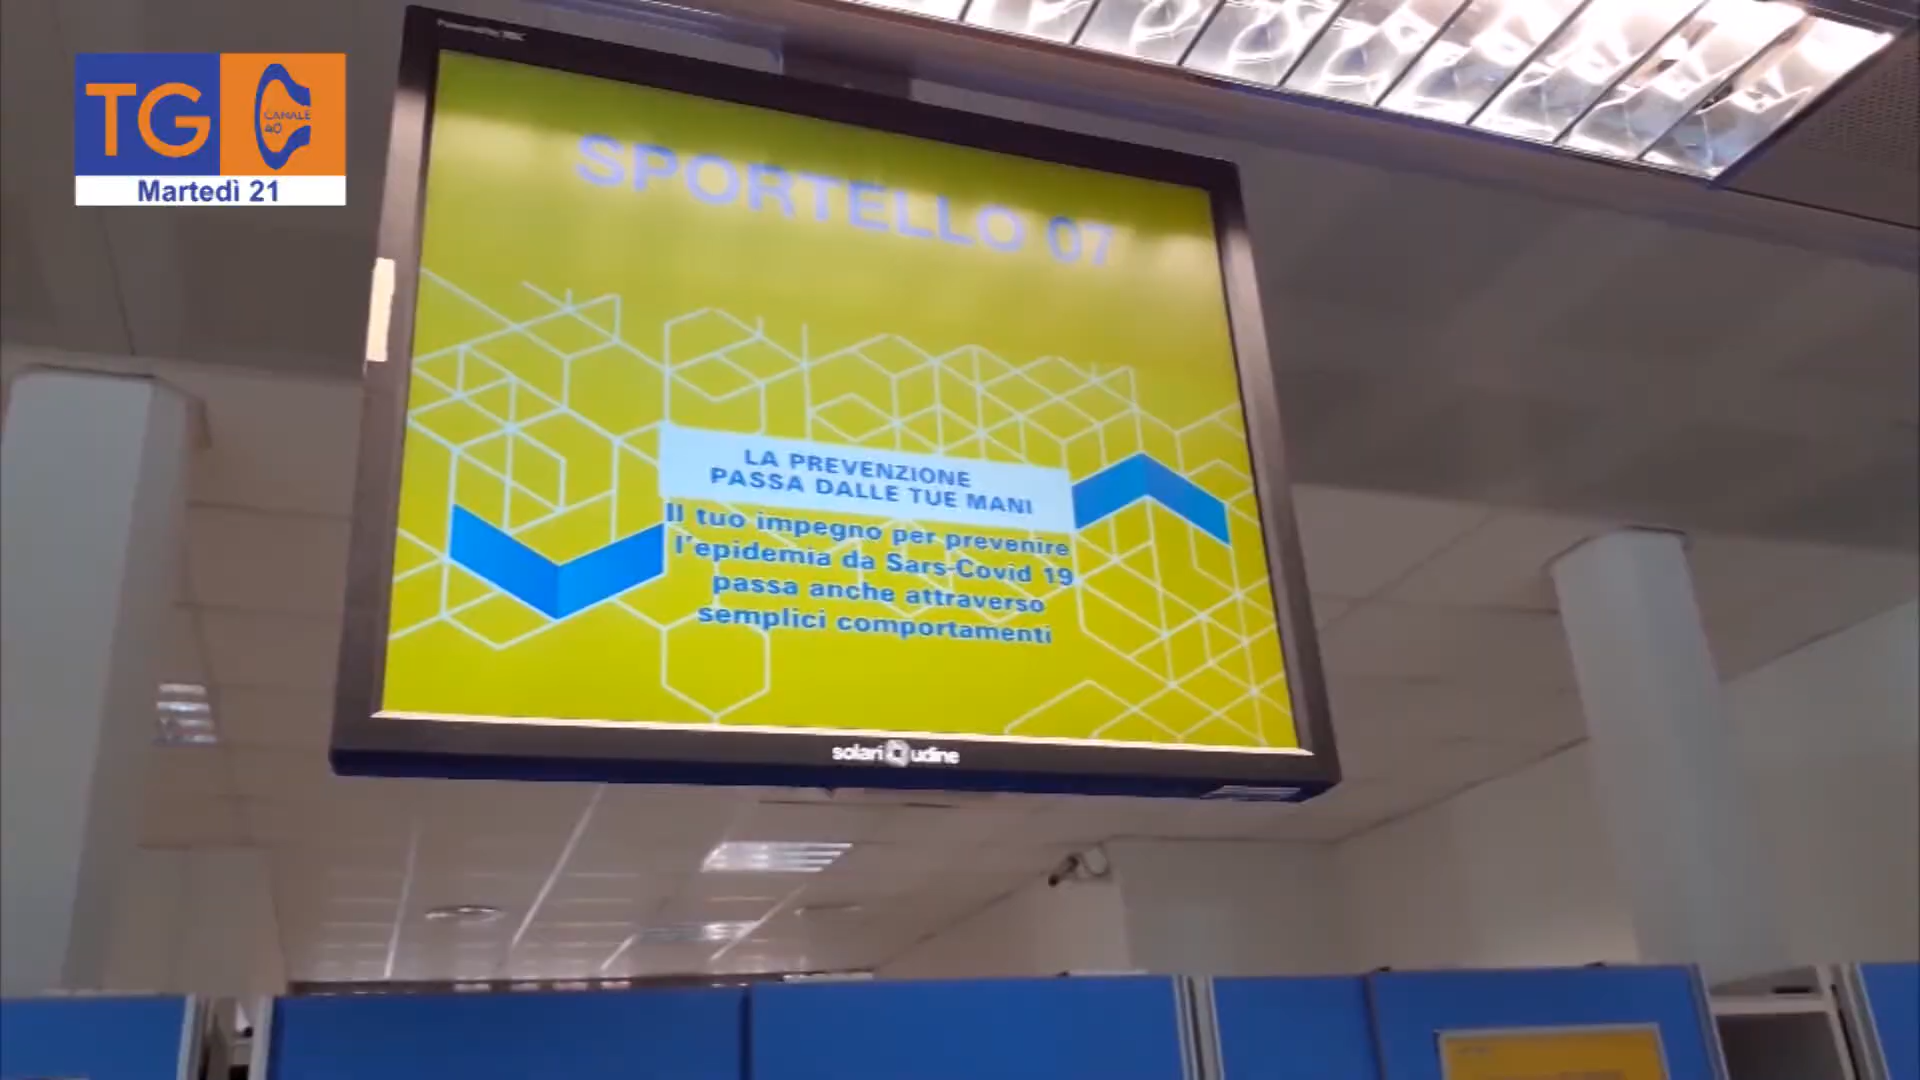 TG
CANALE
40
Martedì 21
SPORTELLO 07
LA PREVENZIONE
PASSA DALLE TUE MANI
Il tuo impegno per prevenire
l'epidemia da Sars-Covid 19
passa anche attraverso
semplici comportamenti
solari udine